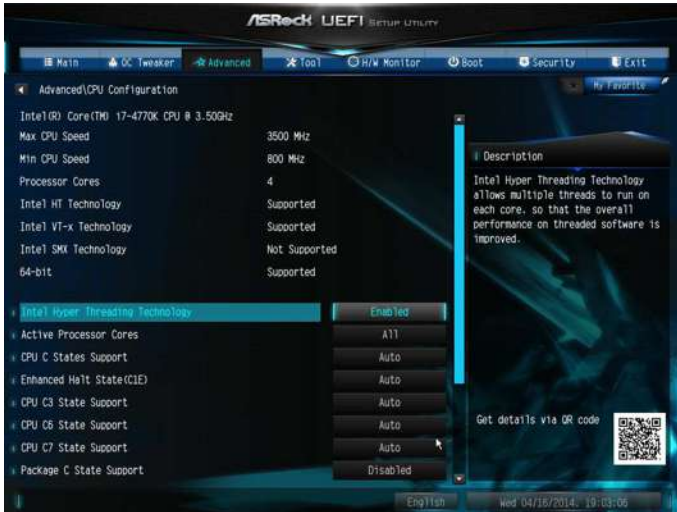 ASRock UEFI SETUP UTILITY
Main OC Tweaker Advanced Tool H/W Monitor Boot Security Exit
Advanced\CPU Configuration My Favorite
Intel(R) Core(TM) i7-4770K CPU @ 3.50GHz
Max CPU Speed 3500 MHz
Min CPU Speed 800 MHz
Processor Cores 4
Intel HT Technology Supported
Intel VT-x Technology Supported
Intel SMX Technology Not Supported
64-bit Supported
Intel Hyper Threading Technology Enabled
Active Processor Cores All
CPU C States Support Auto
Enhanced Halt State(C1E) Auto
CPU C3 State Support Auto
CPU C6 State Support Auto
CPU C7 State Support Auto
Package C State Support Disabled
Description
Intel Hyper Threading Technology
allows multiple threads to run on
each core, so that the overall
performance on threaded software is
improved.
Get details via QR code
English Wed 04/16/2014, 19:03:06